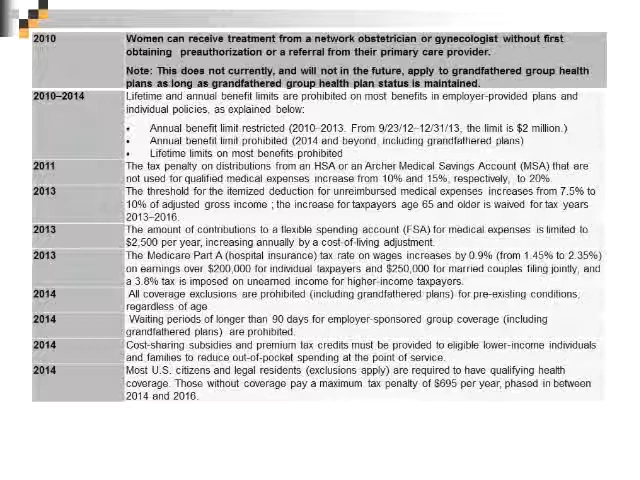 2010 Women can receive treatment from a network obstetrician or gynecologist without first
obtaining preauthorization or a referral from their primary care provider.
Note: This does not currently, and will not in the future, apply to grandfathered group health
plans as long as grandfathered group health plan status is maintained.
2010–2014 Lifetime and annual benefit limits are prohibited on most benefits in employer-provided plans and
individual policies, as explained below:
• Annual benefit limit restricted (2010–2013. From 9/23/12–12/31/13, the limit is $2 million.)
• Annual benefit limit prohibited (2014 and beyond, including grandfathered plans)
• Lifetime limits on most benefits prohibited
2011 The tax penalty on distributions from an HSA or an Archer Medical Savings Account (MSA) that are
not used for qualified medical expenses increase from 10% and 15%, respectively, to 20%.
2013 The threshold for the itemized deduction for unreimbursed medical expenses increases from 7.5% to
10% of adjusted gross income ; the increase for taxpayers age 65 and older is waived for tax years
2013–2016.
2013 The amount of contributions to a flexible spending account (FSA) for medical expenses is limited to
$2,500 per year, increasing annually by a cost-of-living adjustment.
2013 The Medicare Part A (hospital insurance) tax rate on wages increases by 0.9% (from 1.45% to 2.35%)
on earnings over $200,000 for individual taxpayers and $250,000 for married couples filing jointly, and
a 3.8% tax is imposed on unearned income for higher-income taxpayers.
2014 All coverage exclusions are prohibited (including grandfathered plans) for pre-existing conditions,
regardless of age
2014 Waiting periods of longer than 90 days for employer-sponsored group coverage (including
grandfathered plans) are prohibited.
2014 Cost-sharing subsidies and premium tax credits must be provided to eligible lower-income individuals
and families to reduce out-of-pocket spending at the point of service.
2014 Most U.S. citizens and legal residents (exclusions apply) are required to have qualifying health
coverage. Those without coverage pay a maximum tax penalty of $695 per year, phased in between
2014 and 2016.